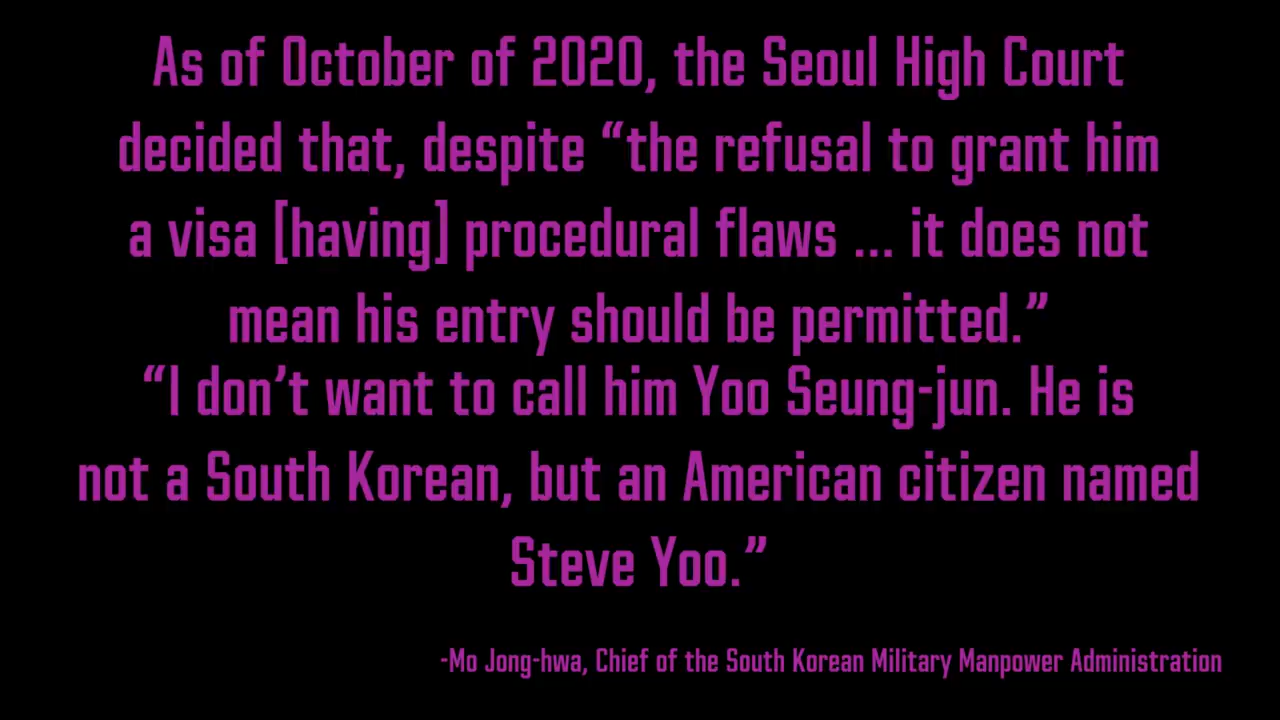 As of October of 2020, the Seoul High Court
decided that, despite “the refusal to grant him
a visa [having] procedural flaws ... it does not
mean his entry should be permitted.”
“I don’t want to call him Yoo Seung-jun. He is
not a South Korean, but an American citizen named
Steve Yoo.”
-Mo Jong-hwa, Chief of the South Korean Military Manpower Administration